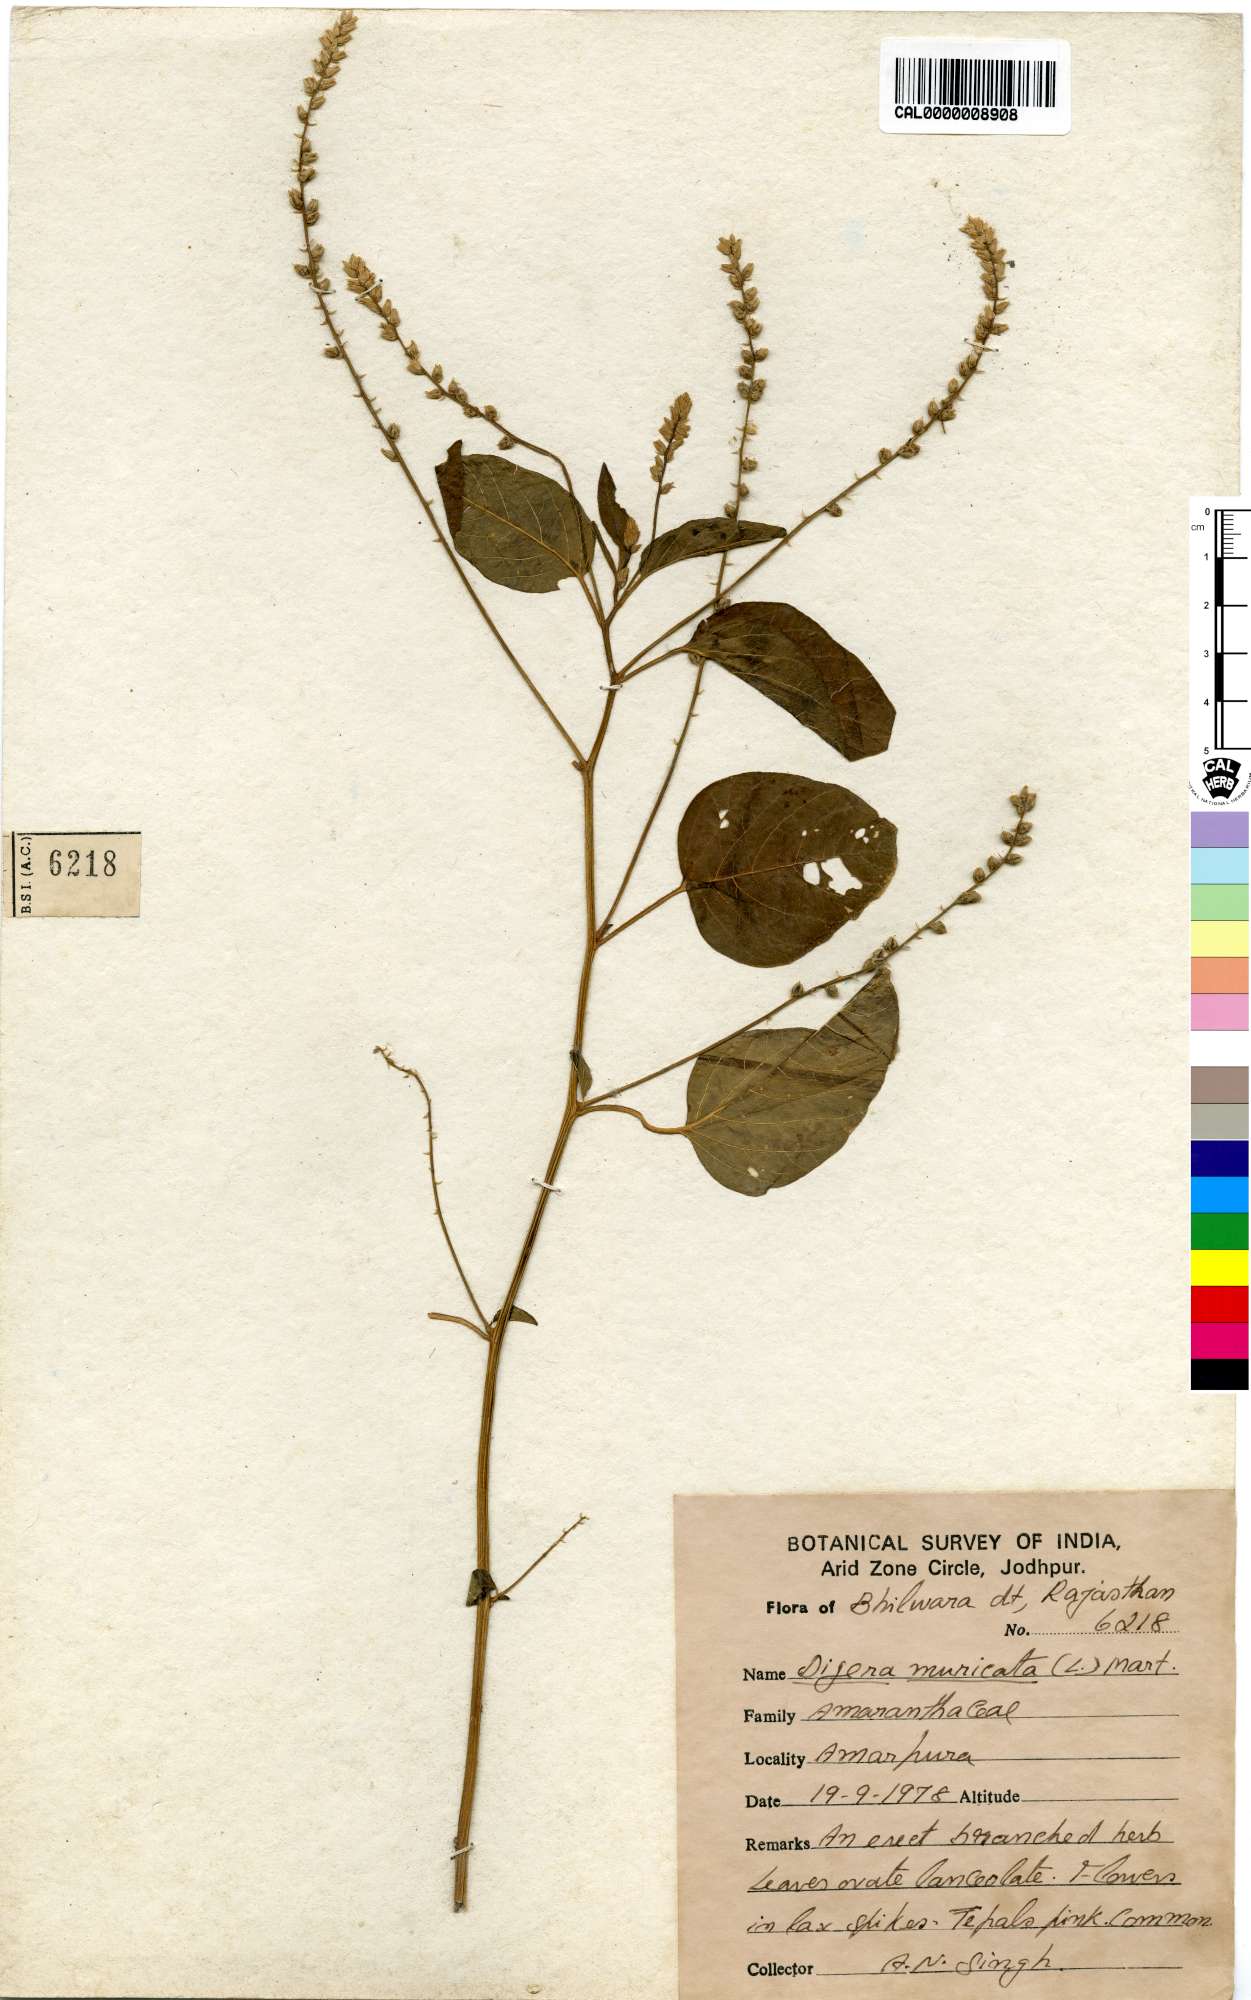 CAL0000008908
0
cm
1
2
3
4
5
CAL
HERB
B.S.I. (A.C.) 6218
BOTANICAL SURVEY OF INDIA,
Arid Zone Circle, Jodhpur.
Flora of Bhilwara dt, Rajasthan
No. 6218
Name Digera muricata (L.) Mart.
Family Amaranthaceae
Locality Amarpura
Date 19-9-1978 Altitude
Remarks An erect branched herb
Leaves ovate lanceolate. Flowers
in lax spikes. Tepals pink. Common
Collector A. N. Singh.